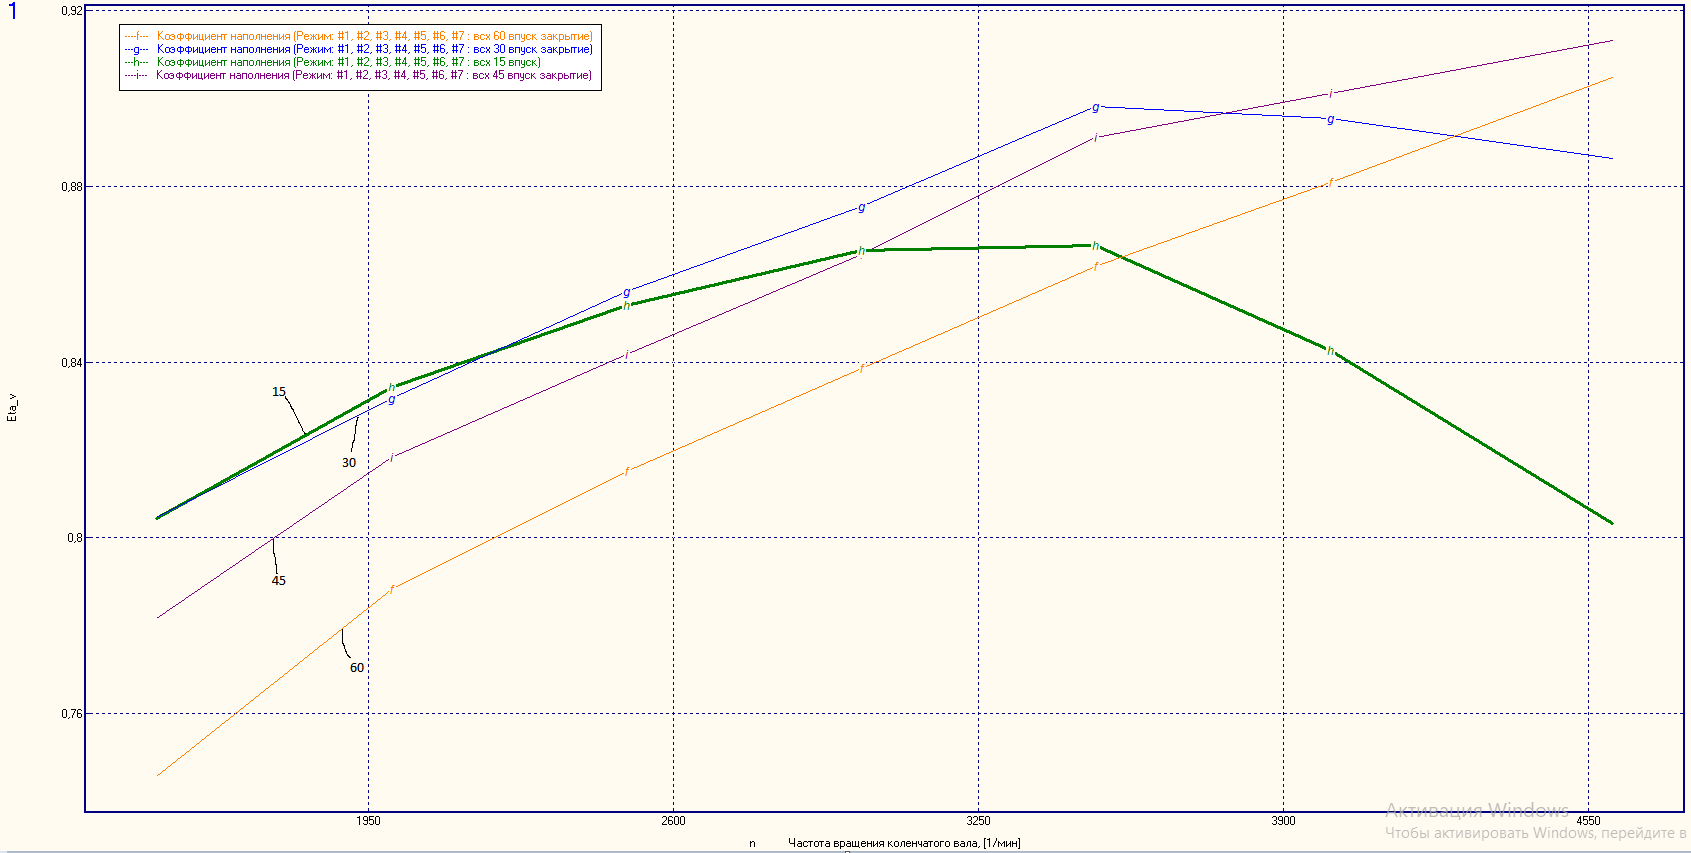 1
0,92
---f--- Коэффициент наполнения (Режим: #1, #2, #3, #4, #5, #6, #7 : всх 60 впуск закрытие)
---g--- Коэффициент наполнения (Режим: #1, #2, #3, #4, #5, #6, #7 : всх 30 впуск закрытие)
---h--- Коэффициент наполнения (Режим: #1, #2, #3, #4, #5, #6, #7 : всх 15 впуск)
---i--- Коэффициент наполнения (Режим: #1, #2, #3, #4, #5, #6, #7 : всх 45 впуск закрытие)
i
g
g
i
0,88
f
g
h
h
i
f
g
h
h
i
0,84
f
15
h
g
Eta_v
30
i
f
0,8
45
f
60
0,76
1950
2600
3250
3900
4550
n Частота вращения коленчатого вала, [1/мин]
Активация Windows
Чтобы активировать Windows, перейдите в